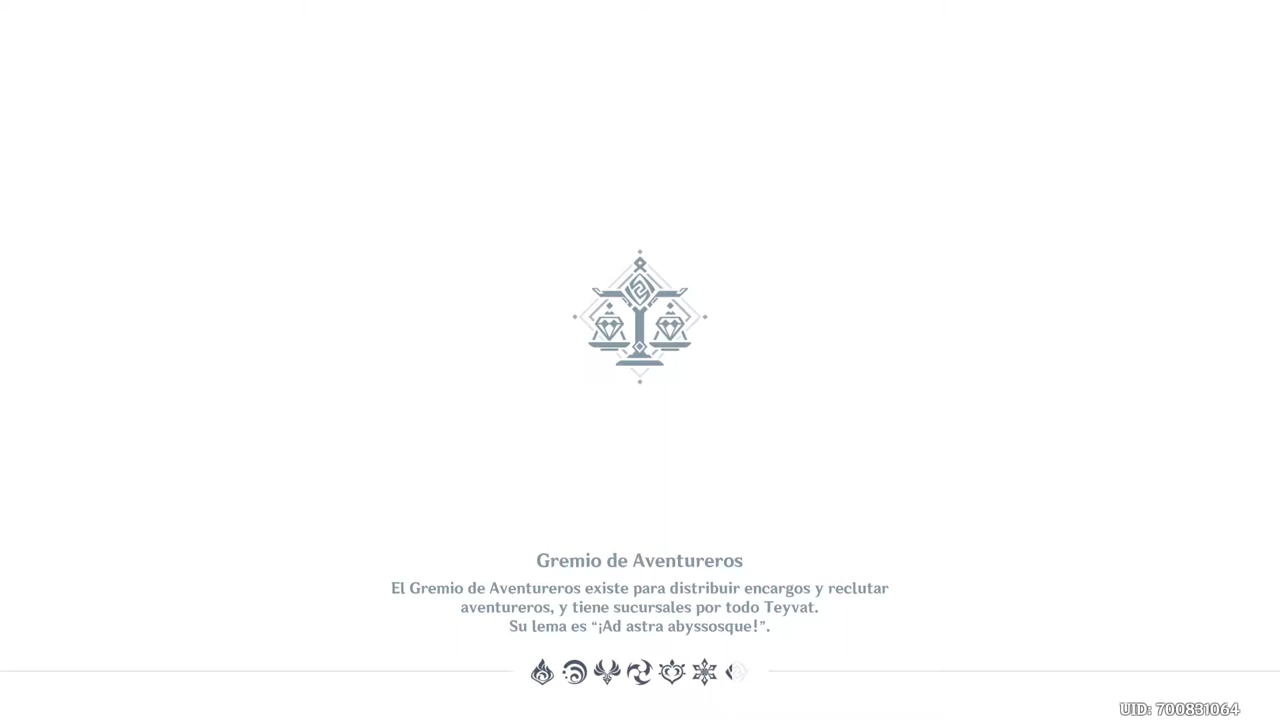 Gremio de Aventureros
El Gremio de Aventureros existe para distribuir encargos y reclutar
aventureros, y tiene sucursales por todo Teyvat.
Su lema es “¡Ad astra abyssosque!”.
UID: 700831064